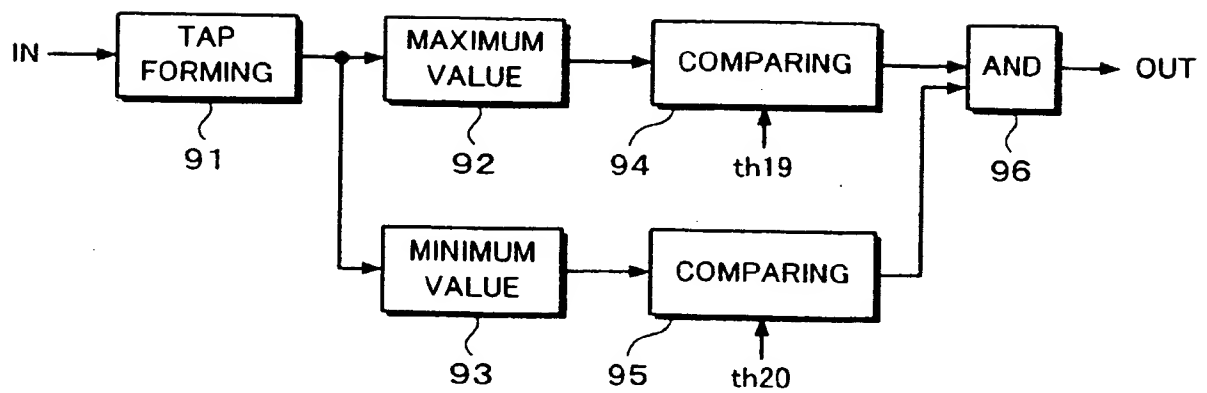 IN
TAP
FORMING
91
MAXIMUM
VALUE
92
COMPARING
94
th19
AND
96
OUT
MINIMUM
VALUE
93
COMPARING
95
th20